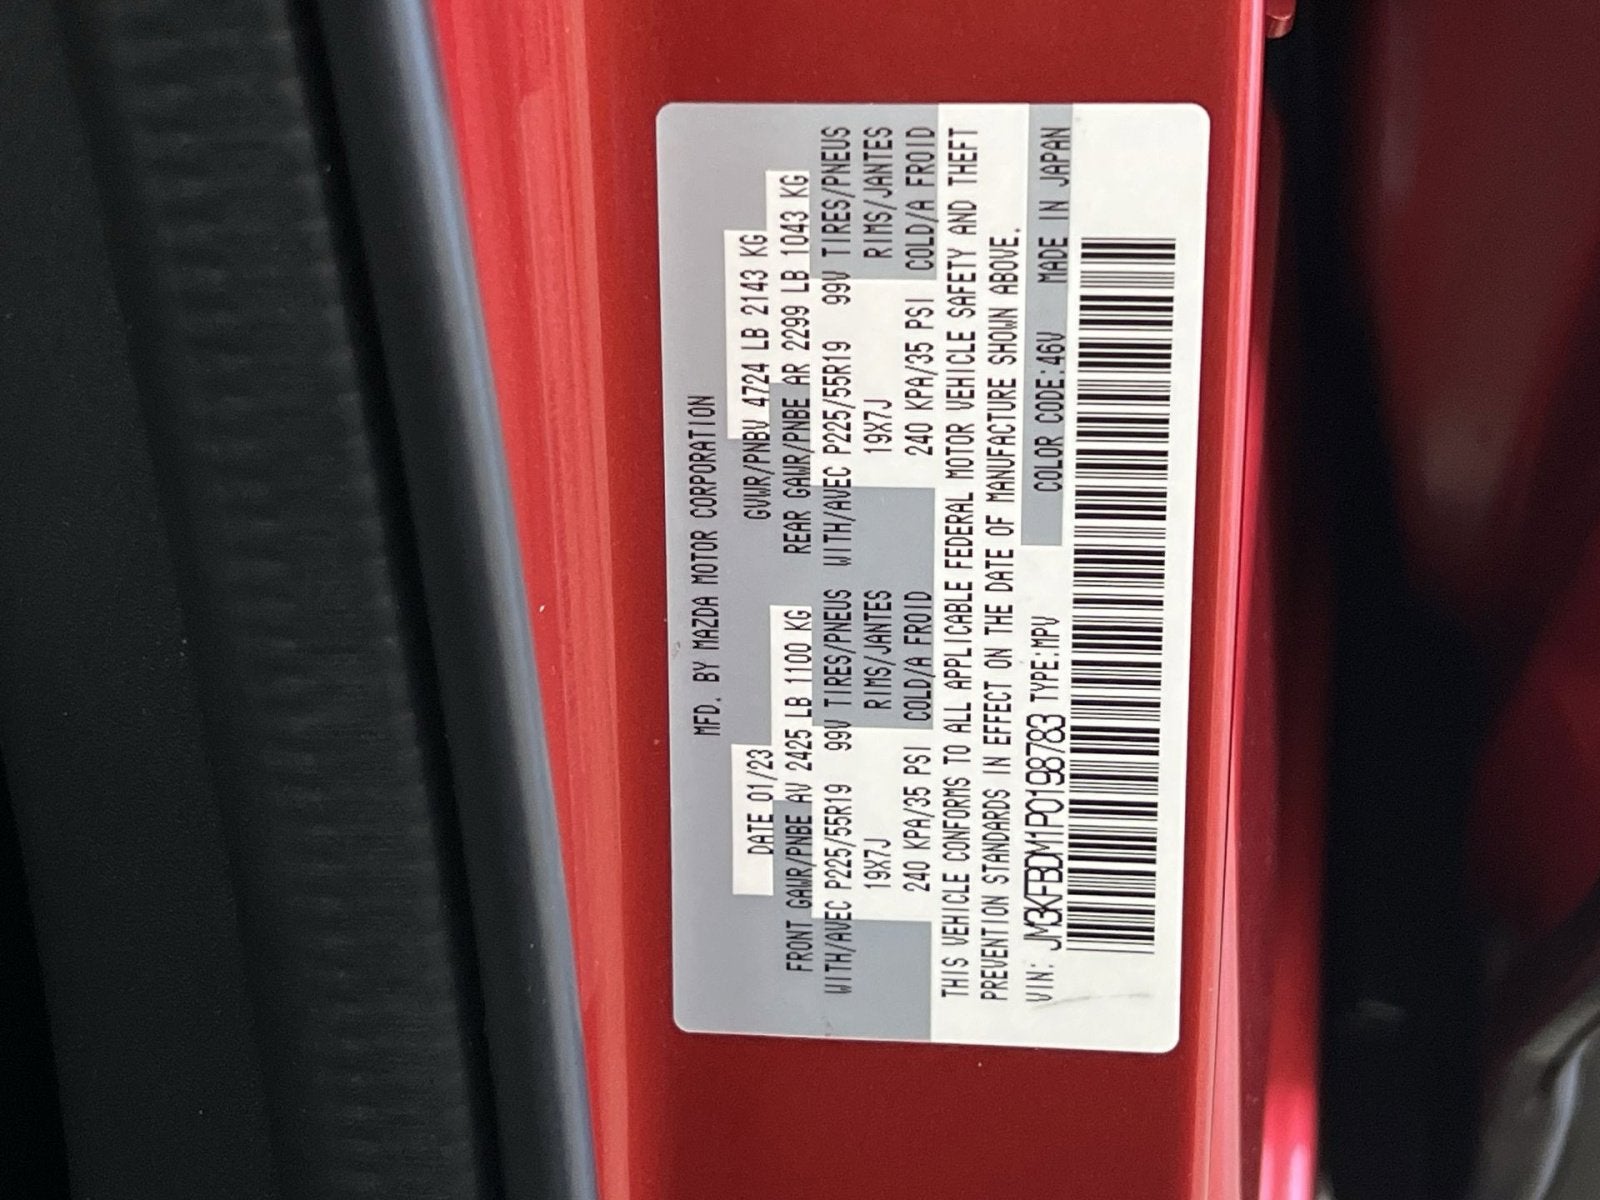 MFD. BY MAZDA MOTOR CORPORATION
DATE 01/23 GVWR/PNBV 4724 LB 2143 KG
FRONT GAWR/PNBE AV 2425 LB 1100 KG REAR GAWR/PNBE AR 2299 LB 1043 KG
WITH/AVEC P225/55R19 99V TIRES/PNEUS WITH/AVEC P225/55R19 99V TIRES/PNEUS
19X7J RIMS/JANTES 19X7J RIMS/JANTES
240 KPA/35 PSI COLD/A FROID 240 KPA/35 PSI COLD/A FROID
THIS VEHICLE CONFORMS TO ALL APPLICABLE FEDERAL MOTOR VEHICLE SAFETY AND THEFT
PREVENTION STANDARDS IN EFFECT ON THE DATE OF MANUFACTURE SHOWN ABOVE.
VIN: JM3KFBDM1P0198783 TYPE:MPV COLOR CODE:46V MADE IN JAPAN